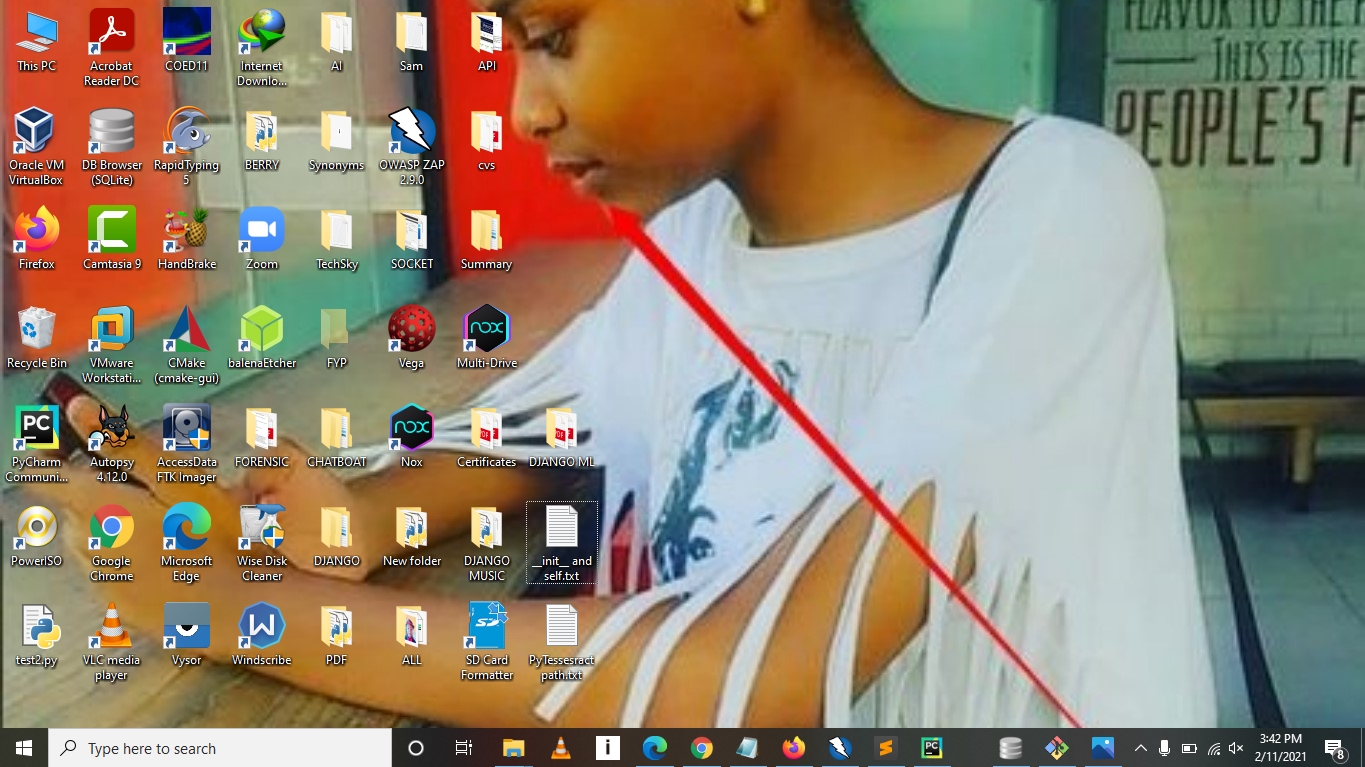 This PC
Acrobat
Reader DC
COED11
Internet
Downlo...
AI
Sam
API
Oracle VM
VirtualBox
DB Browser
(SQLite)
RapidTyping
5
BERRY
Synonyms
OWASP ZAP
2.9.0
cvs
Firefox
Camtasia 9
HandBrake
Zoom
TechSky
SOCKET
Summary
Recycle Bin
VMware
Workstati...
CMake
(cmake-gui)
balenaEtcher
FYP
Vega
nox
Multi-Drive
PC
PyCharm
Communi...
Autopsy
4.12.0
AccessData
FTK Imager
FORENSIC
CHATBOAT
nox
Nox
Certificates
DJANGO ML
PowerISO
Google
Chrome
Microsoft
Edge
Wise Disk
Cleaner
DJANGO
New folder
DJANGO
MUSIC
__init__ and
self.txt
test2.py
VLC media
player
Vysor
Windscribe
PDF
ALL
SD Card
Formatter
PyTessesract
path.txt
FLAVOR TO THE
THIS IS THE
PEOPLE'S F
Type here to search
3:42 PM
2/11/2021
8